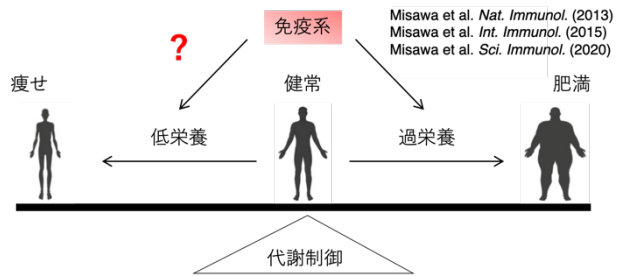 免疫系
Misawa et al. Nat. Immunol. (2013)
Misawa et al. Int. Immunol. (2015)
Misawa et al. Sci. Immunol. (2020)
?
痩せ
健常
肥満
低栄養
過栄養
代謝制御